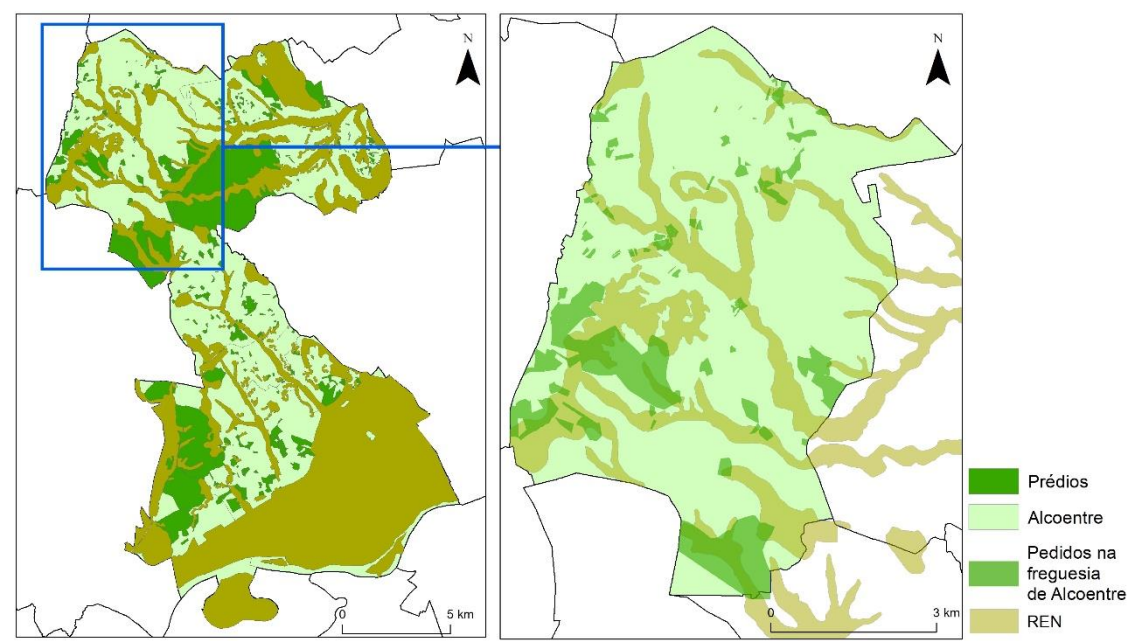 N
0
5 km
N
0
3 km
Prédios
Alcoentre
Pedidos na
freguesia
de Alcoentre
REN